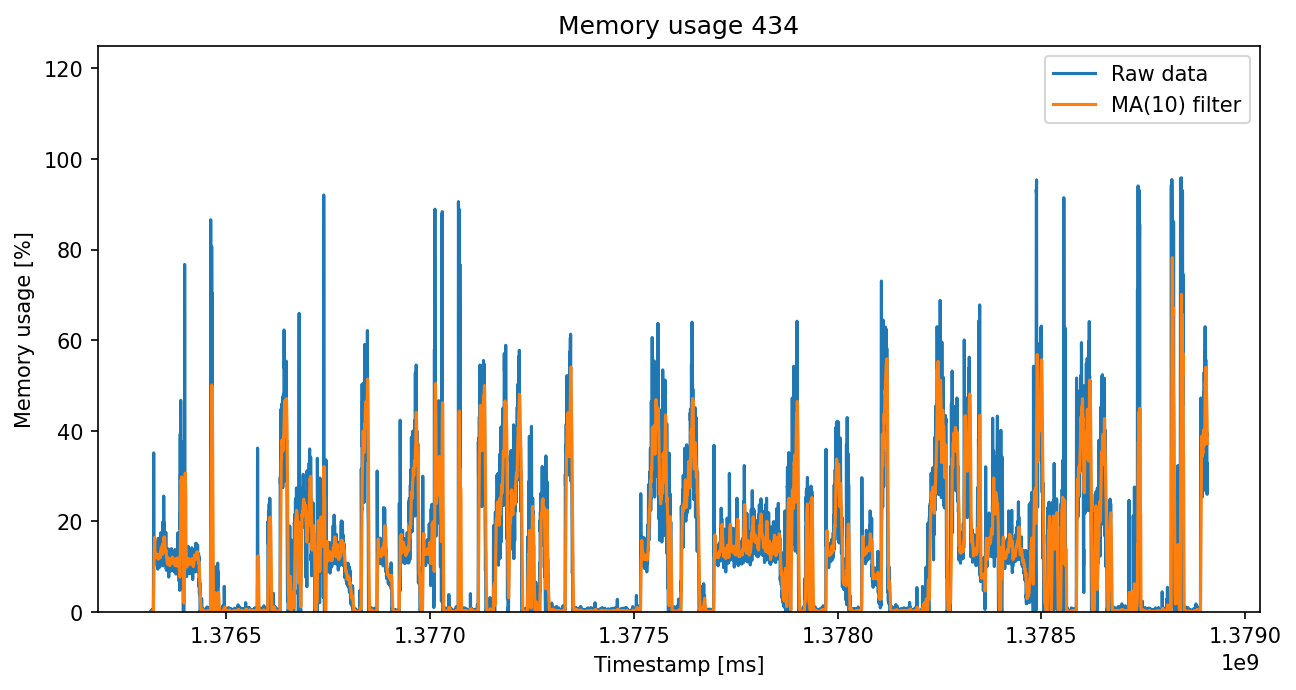 Memory usage 434
Raw data
MA(10) filter
Memory usage [%]
120
100
80
60
40
20
0
1.3765 1.3770 1.3775 1.3780 1.3785 1.3790
1e9
Timestamp [ms]